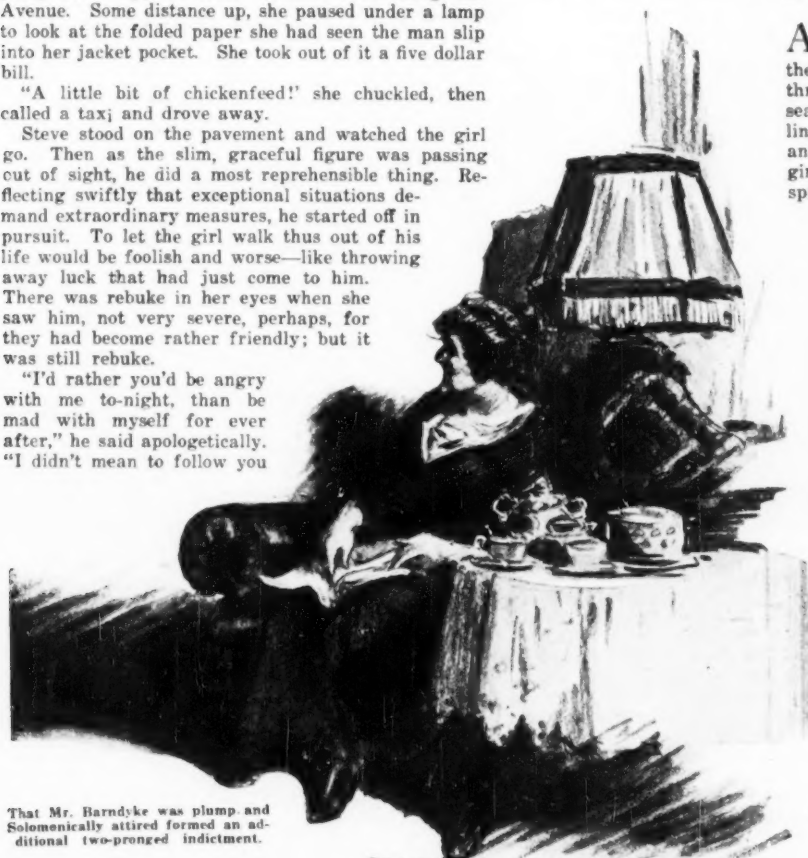 Avenue. Some distance up, she paused under a lamp
to look at the folded paper she had seen the man slip
into her jacket pocket. She took out of it a five dollar
bill.
"A little bit of chickenfeed!' she chuckled, then
called a taxi and drove away.
Steve stood on the pavement and watched the girl
go. Then as the slim, graceful figure was passing
out of sight, he did a most reprehensible thing. Re-
flecting swiftly that exceptional situations de-
mand extraordinary measures, he started off in
pursuit. To let the girl walk thus out of his
life would be foolish and worse—like throwing
away luck that had just come to him.
There was rebuke in her eyes when she
saw him, not very severe, perhaps, for
they had become rather friendly; but it
was still rebuke.
"I'd rather you'd be angry
with me to-night, than be
mad with myself for ever
after," he said apologetically.
"I didn't mean to follow you
That Mr. Barndyke was plump and
Solomonically attired formed an ad-
ditional two-pronged indictment.
A
the
thr
sea
lin
an
gir
sp